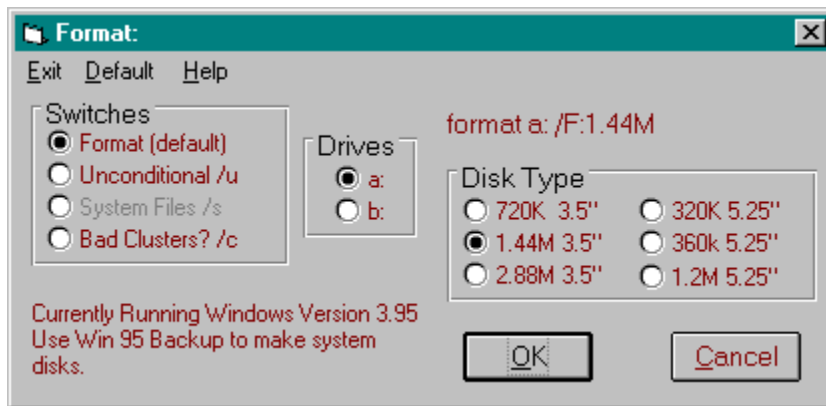 Format:
Exit Default Help
Switches
Format (default)
Unconditional /u
System Files /s
Bad Clusters? /c
Drives
a:
b:
format a: /F:1.44M
Disk Type
720K 3.5" 320K 5.25"
1.44M 3.5" 360k 5.25"
2.88M 3.5" 1.2M 5.25"
Currently Running Windows Version 3.95
Use Win 95 Backup to make system
disks.
OK Cancel